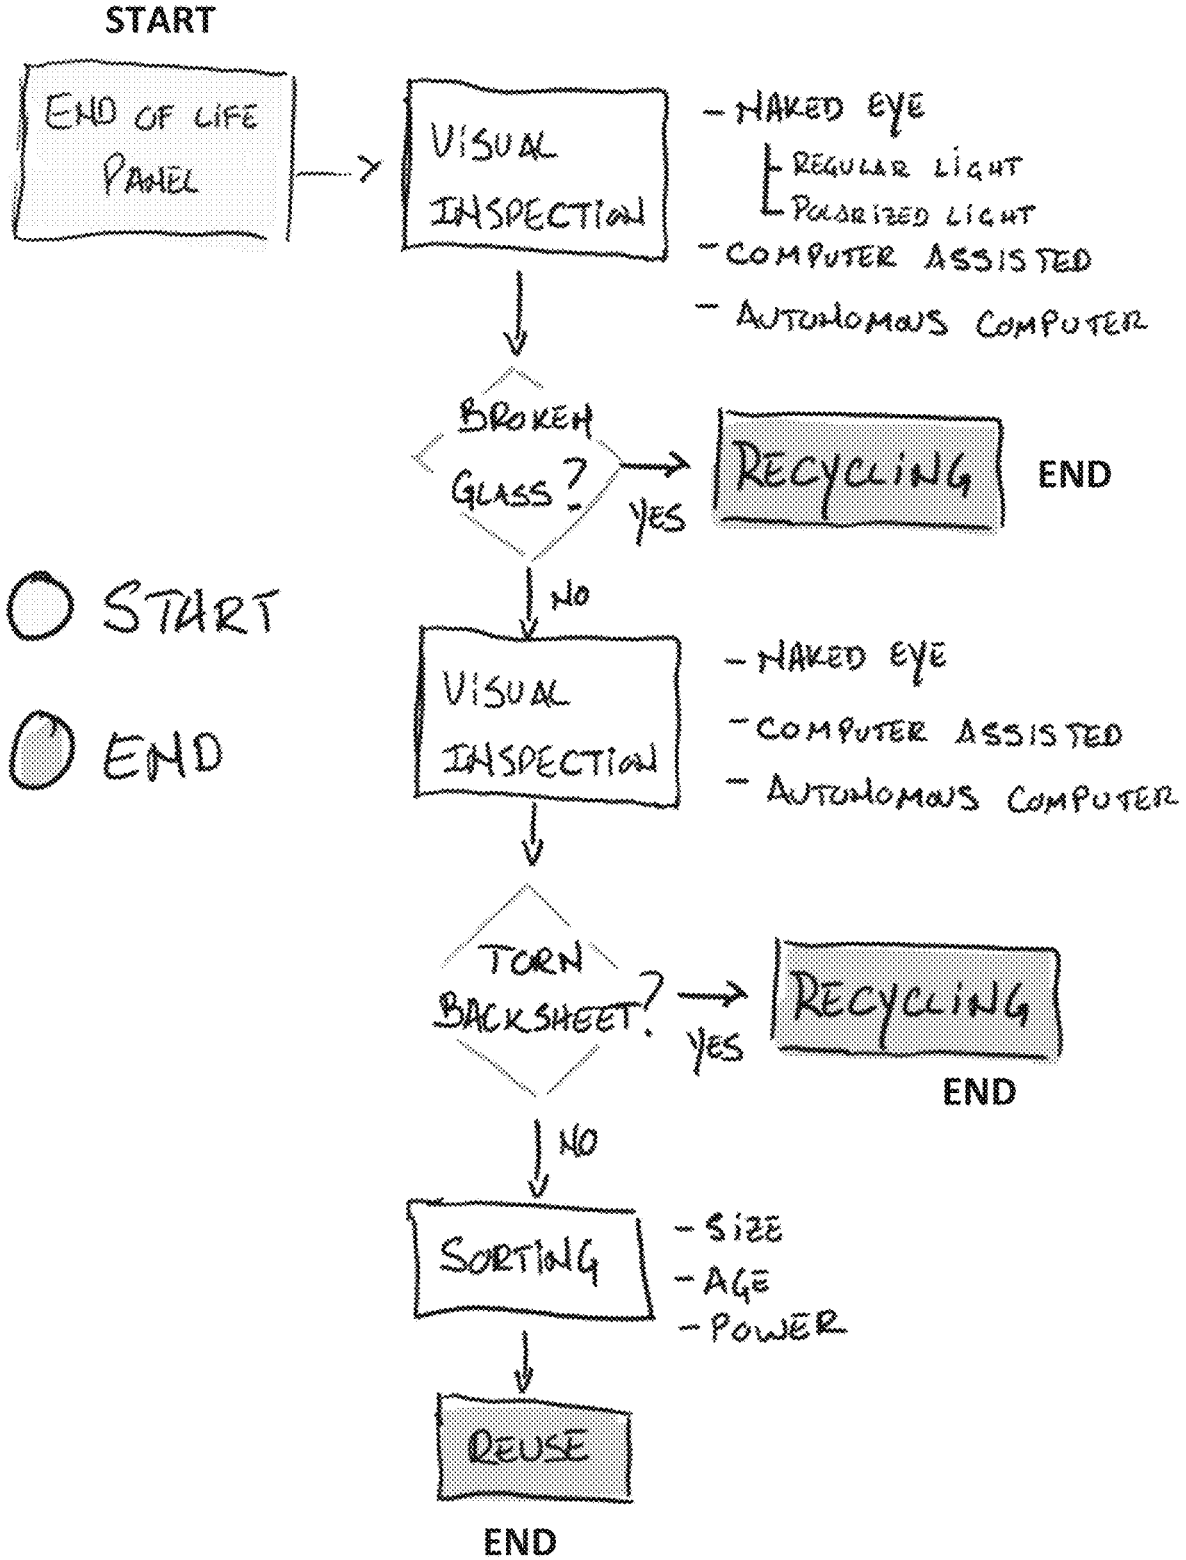 START
END OF LIFE
PANEL
VISUAL
INSPECTION
- NAKED EYE
- REGULAR LIGHT
- POLARIZED LIGHT
- COMPUTER ASSISTED
- AUTONOMOUS COMPUTER
BROKEN
GLASS?
YES
RECYCLING
END
NO
START
END
VISUAL
INSPECTION
- NAKED EYE
- COMPUTER ASSISTED
- AUTONOMOUS COMPUTER
TORN
BACKSHEET?
YES
RECYCLING
END
NO
SORTING
- SIZE
- AGE
- POWER
REUSE
END